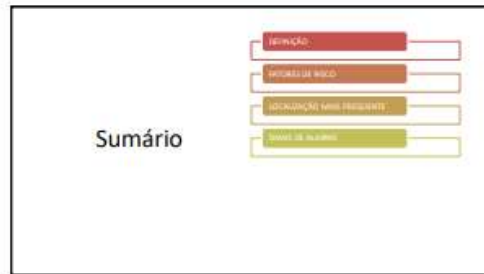 Sumário
DEFINIÇÃO
FATORES DE RISCO
LOCALIZAÇÃO MAIS FREQUENTE
SINAIS DE ALARME